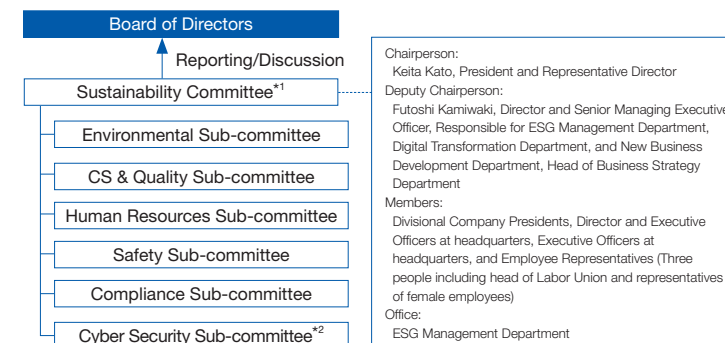 Board of Directors
Reporting/Discussion
Sustainability Committee*1
Environmental Sub-committee
CS & Quality Sub-committee
Human Resources Sub-committee
Safety Sub-committee
Compliance Sub-committee
Cyber Security Sub-committee*2
Chairperson:
Keita Kato, President and Representative Director
Deputy Chairperson:
Futoshi Kamiwaki, Director and Senior Managing Executive
Officer, Responsible for ESG Management Department,
Digital Transformation Department, and New Business
Development Department, Head of Business Strategy
Department
Members:
Divisional Company Presidents, Director and Executive
Officers at headquarters, Executive Officers at
headquarters, and Employee Representatives (Three
people including head of Labor Union and representatives
of female employees)
Office:
ESG Management Department